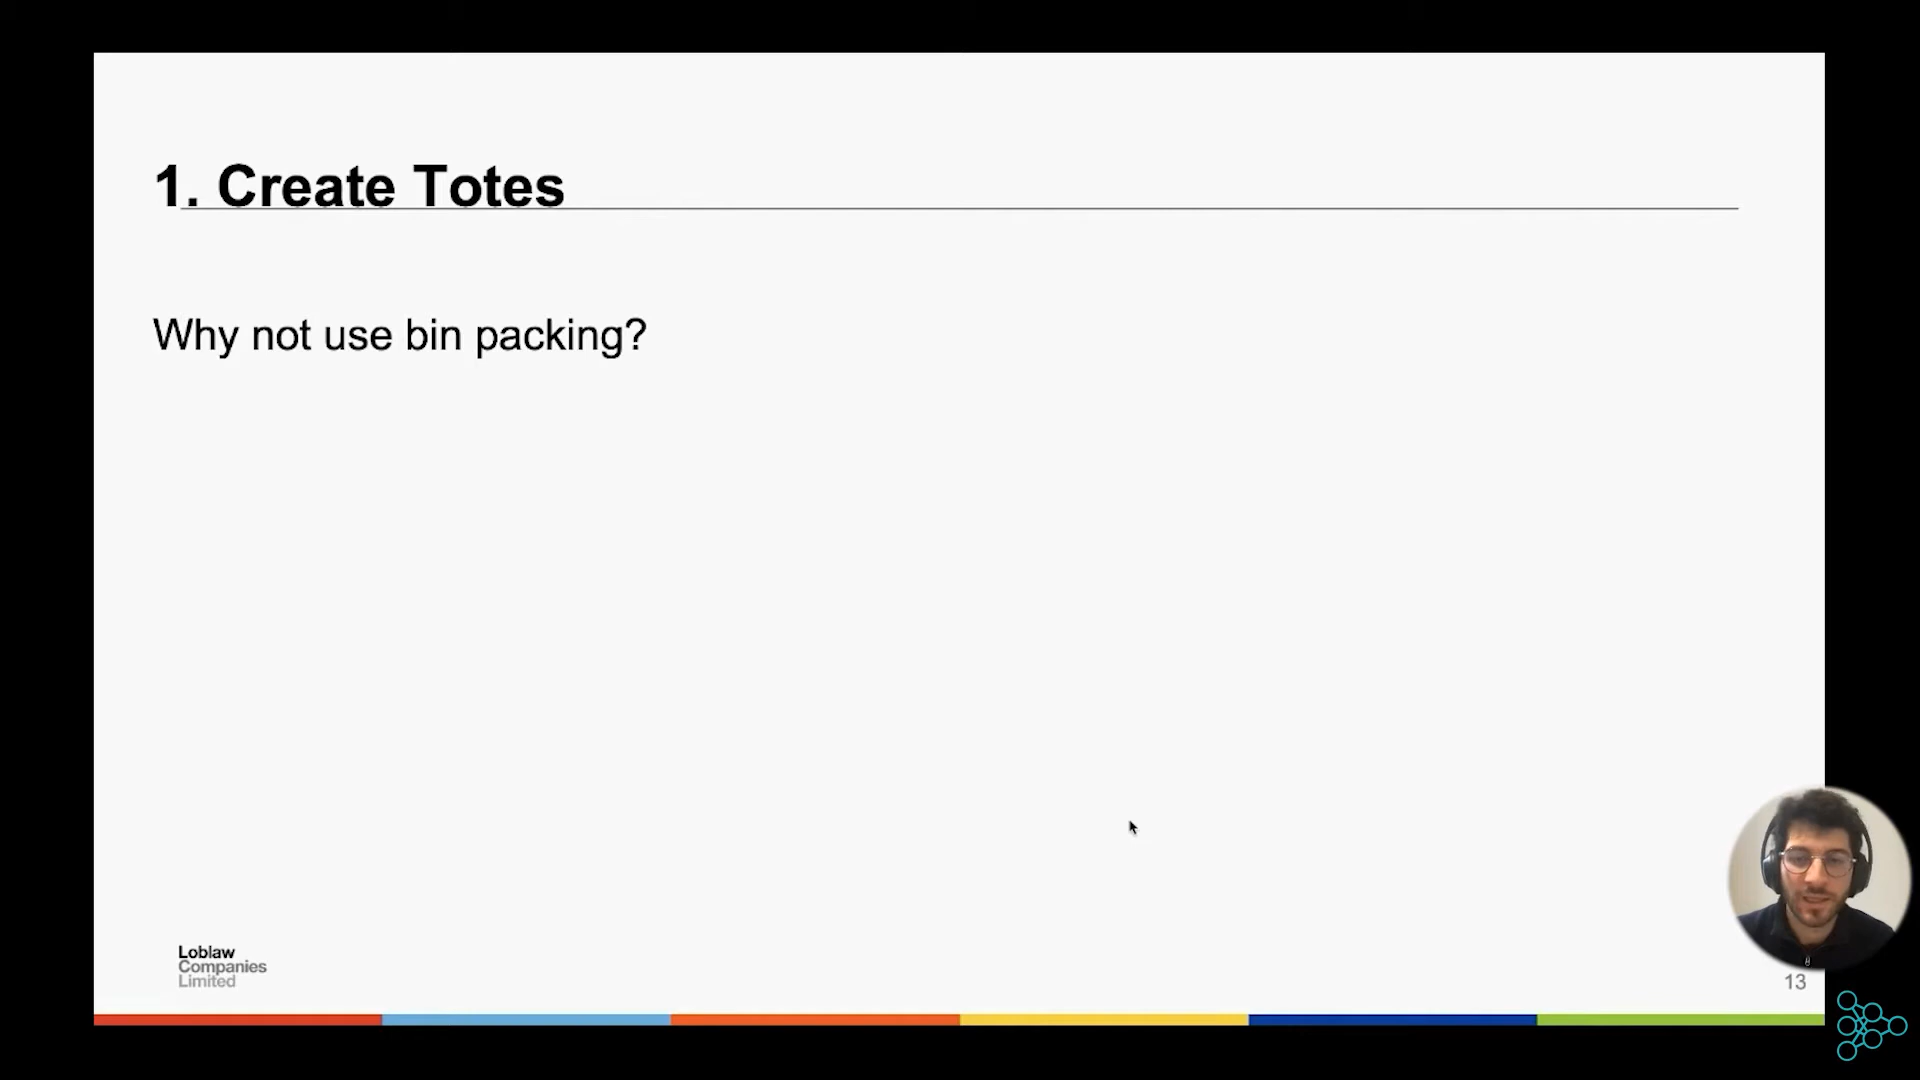 1. Create Totes
Why not use bin packing?
Loblaw
Companies
Limited
13